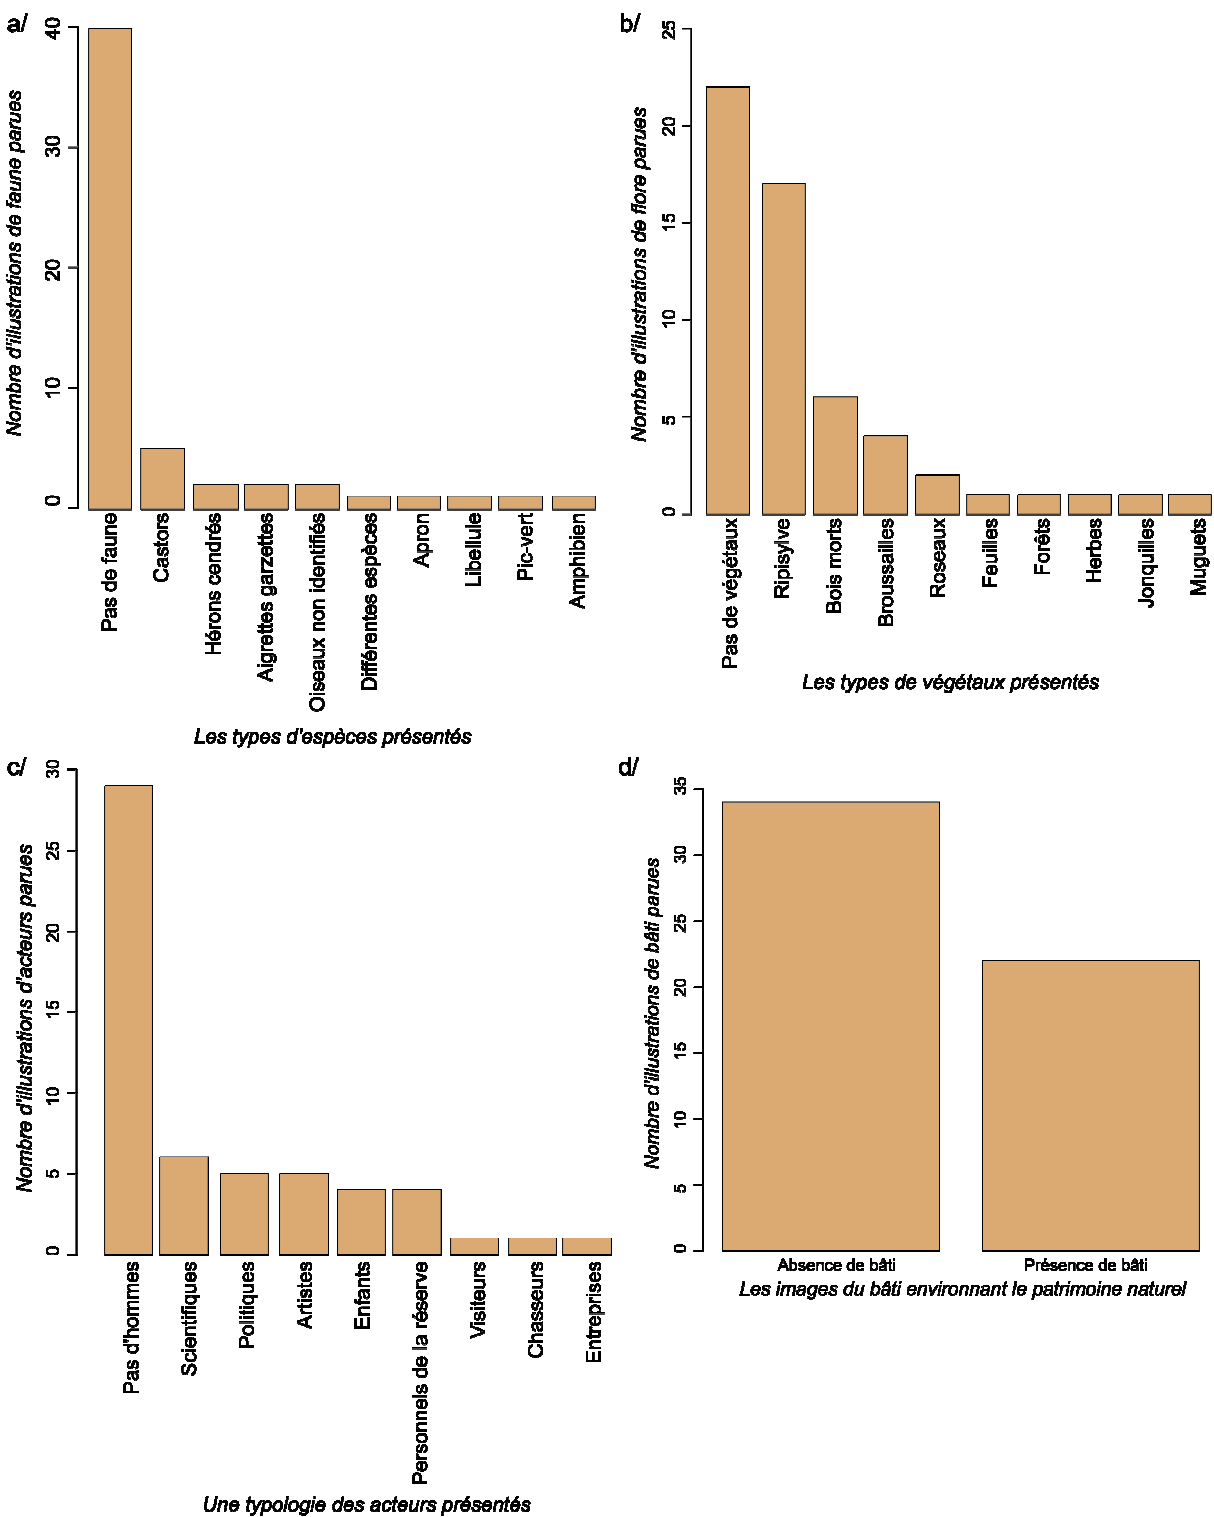 a/
Nombre d'illustrations de faune parues
40
30
20
10
0
Pas de faune
Castors
Hérons cendrés
Aigrettes garzettes
Oiseaux non identifiés
Différentes espèces
Apron
Libellule
Pic-vert
Amphibien
Les types d'espèces présentés
b/
Nombre d'illustrations de flore parues
25
20
15
10
5
0
Pas de végétaux
Ripisylve
Bois morts
Broussailles
Roseaux
Feuilles
Forêts
Herbes
Jonquilles
Muguets
Les types de végétaux présentés
c/
Nombre d'illustrations d'acteurs parues
30
25
20
15
10
5
0
Pas d'hommes
Scientifiques
Politiques
Artistes
Enfants
Personnels de la réserve
Visiteurs
Chasseurs
Entreprises
Une typologie des acteurs présentés
d/
Nombre d'illustrations de bâti parues
35
30
25
20
15
10
5
0
Absence de bâti
Présence de bâti
Les images du bâti environnant le patrimoine naturel